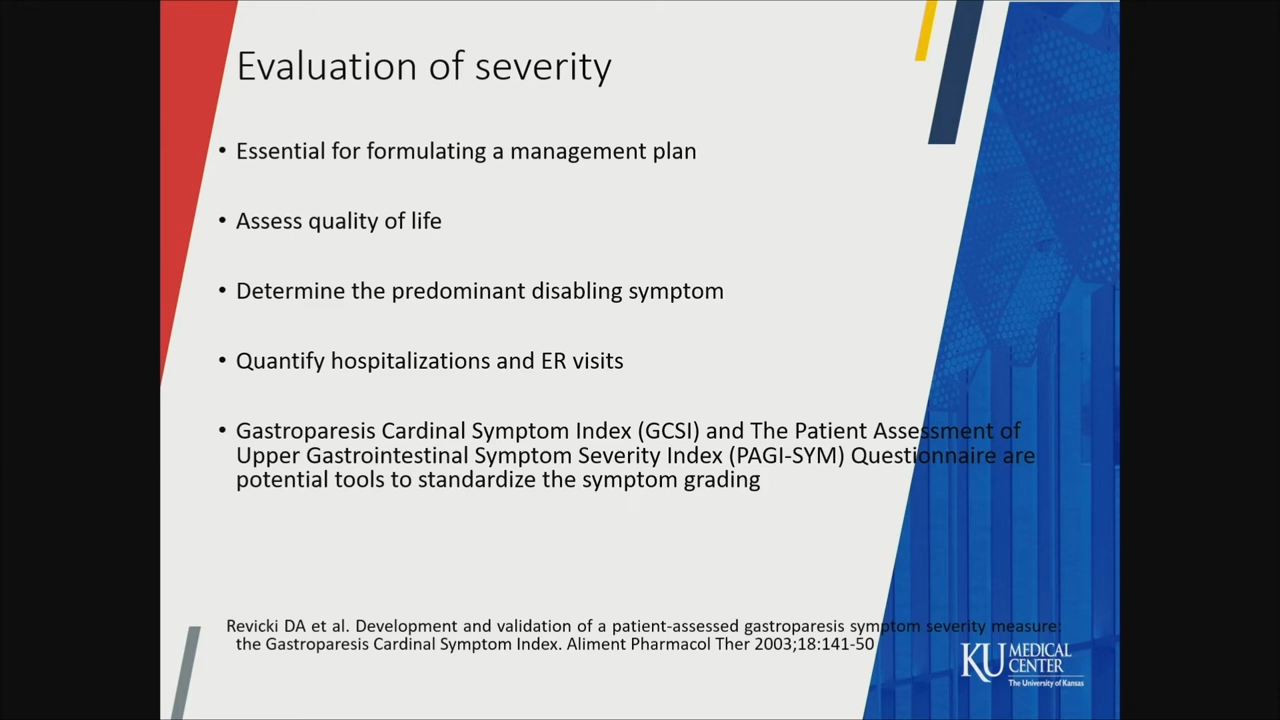 Evaluation of severity
• Essential for formulating a management plan
• Assess quality of life
• Determine the predominant disabling symptom
• Quantify hospitalizations and ER visits
• Gastroparesis Cardinal Symptom Index (GCSI) and The Patient Assessment of
Upper Gastrointestinal Symptom Severity Index (PAGI-SYM) Questionnaire are
potential tools to standardize the symptom grading
Revicki DA et al. Development and validation of a patient-assessed gastroparesis symptom severity measure:
the Gastroparesis Cardinal Symptom Index. Aliment Pharmacol Ther 2003;18:141-50
KU MEDICAL
CENTER
The University of Kansas